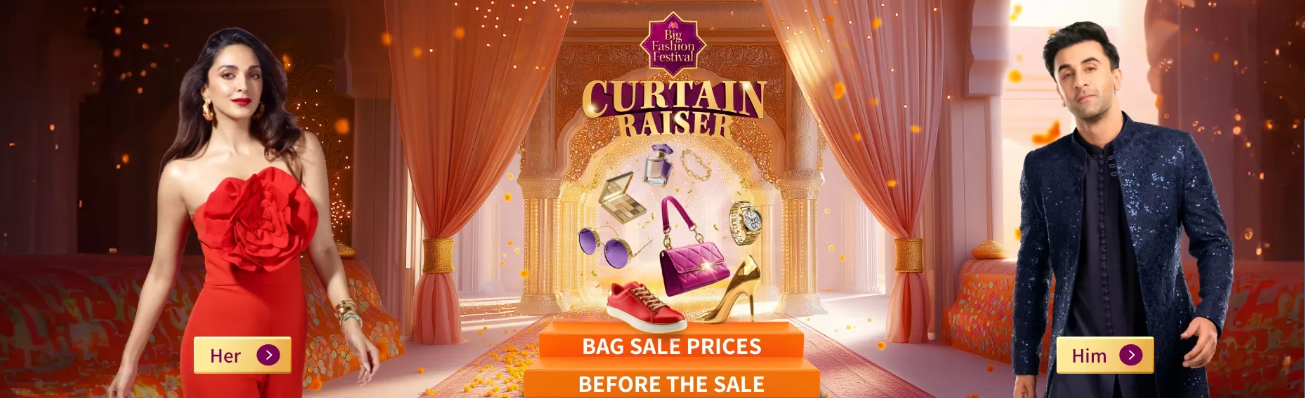 Big
Fashion
Festival
CURTAIN
RAISER
Her
Him
BAG SALE PRICES
BEFORE THE SALE